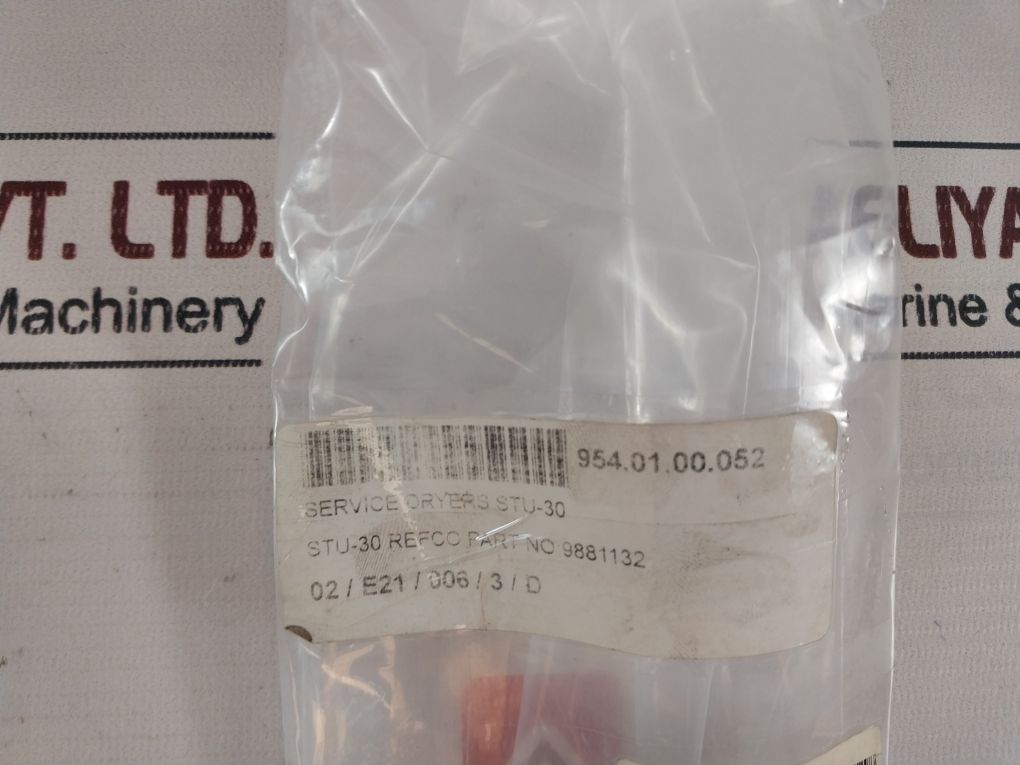 VT. LTD.
Machinery
LIYA
rine &
954.01.00.052
SERVICE DRYERS STU-30
STU-30 REFCO PART NO 9881132
02 / E21 / 006 / 3 / D